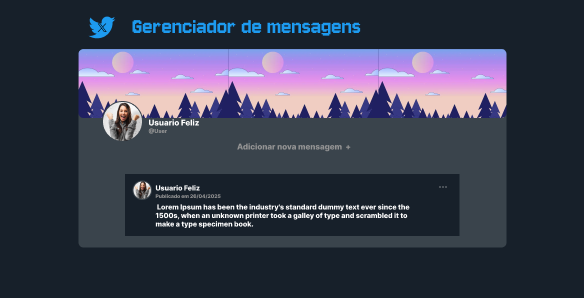 Gerenciador de mensagens
Usuario Feliz
@User
Adicionar nova mensagem +
Usuario Feliz
Publicado em 28/04/2025
Lorem Ipsum has been the industry's standard dummy text ever since the
1500s, when an unknown printer took a galley of type and scrambled it to
make a type specimen book.